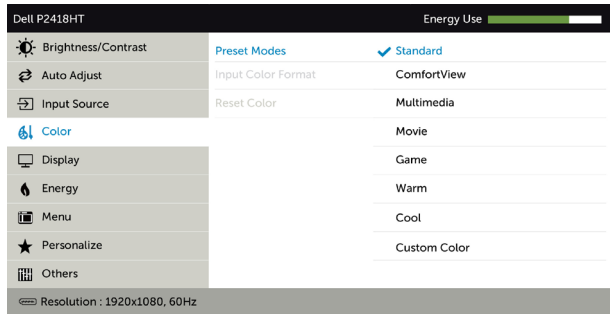 Dell P2418HT
Energy Use
Brightness/Contrast
Auto Adjust
Input Source
Color
Display
Energy
Menu
Personalize
Others
Preset Modes
Input Color Format
Reset Color
Standard
ComfortView
Multimedia
Movie
Game
Warm
Cool
Custom Color
Resolution : 1920x1080, 60Hz